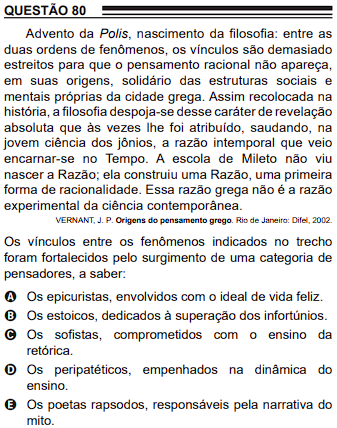 QUESTÃO 80
Advento da Polis, nascimento da filosofia: entre as
duas ordens de fenômenos, os vínculos são demasiado
estreitos para que o pensamento racional não apareça,
em suas origens, solidário das estruturas sociais e
mentais próprias da cidade grega. Assim recolocada na
história, a filosofia despoja-se desse caráter de revelação
absoluta que às vezes lhe foi atribuído, saudando, na
jovem ciência dos jônios, a razão intemporal que veio
encarnar-se no Tempo. A escola de Mileto não viu
nascer a Razão; ela construiu uma Razão, uma primeira
forma de racionalidade. Essa razão grega não é a razão
experimental da ciência contemporânea.
VERNANT, J. P. Origens do pensamento grego. Rio de Janeiro: Difel, 2002.
Os vínculos entre os fenômenos indicados no trecho
foram fortalecidos pelo surgimento de uma categoria de
pensadores, a saber:
A Os epicuristas, envolvidos com o ideal de vida feliz.
B Os estoicos, dedicados à superação dos infortúnios.
C Os sofistas, comprometidos com o ensino da
retórica.
D Os peripatéticos, empenhados na dinâmica do
ensino.
E Os poetas rapsodos, responsáveis pela narrativa do
mito.